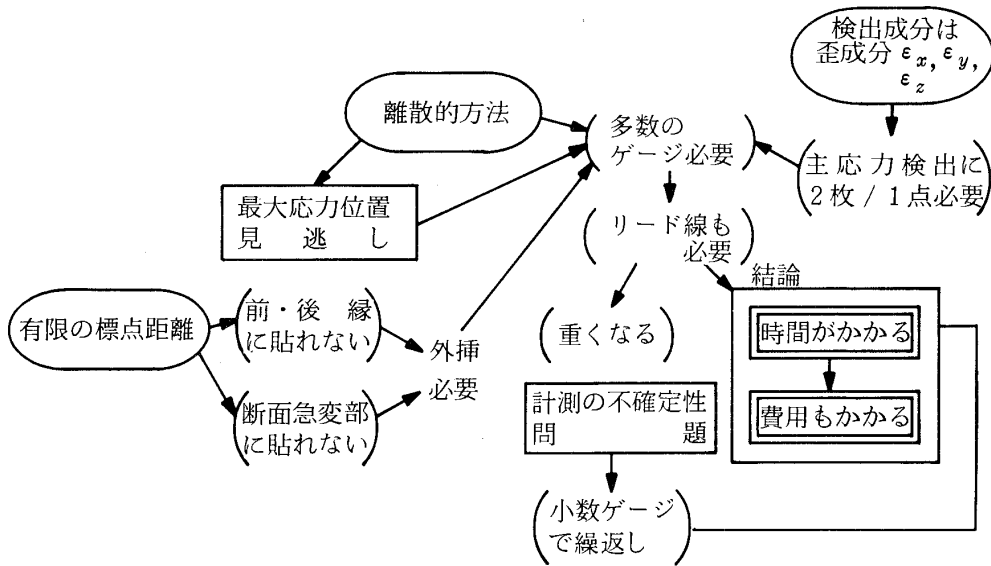 検出成分は
歪成分 εx, εy,
εz
離散的方法
多数の
ゲージ必要
主応力検出に
2枚 / 1点必要
最大応力位置
見逃し
リード線も
必要
結論
有限の標点距離
前・後縁
に貼れない
外挿
必要
重くなる
時間がかかる
断面急変部
に貼れない
計測の不確定性
問題
費用もかかる
小数ゲージ
で繰返し